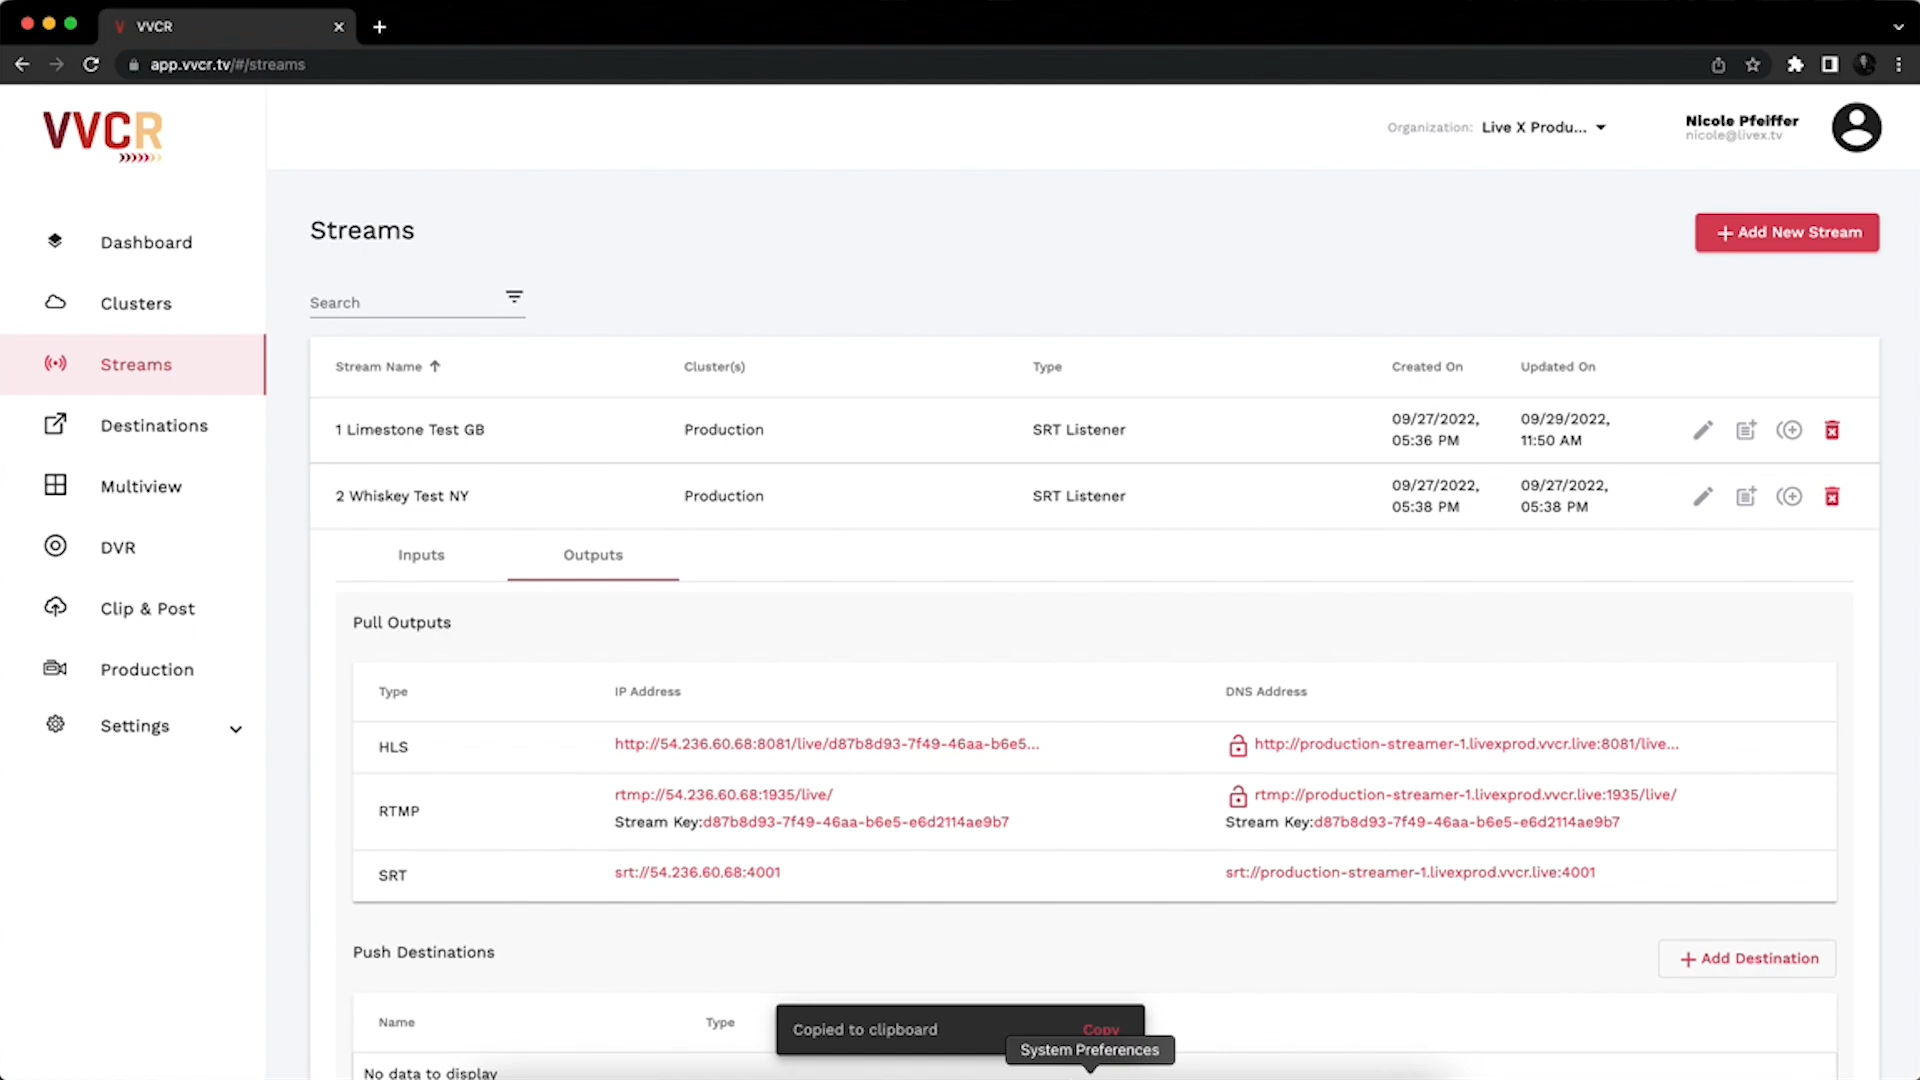 VVCR
app.vvcr.tv/#/streams
VVCR
Organization: Live X Produ...
Nicole Pfeiffer
nicole@livex.tv
Dashboard
Clusters
Streams
Destinations
Multiview
DVR
Clip & Post
Production
Settings
Streams
Add New Stream
Search
Stream Name Cluster(s) Type Created On Updated On
1 Limestone Test GB Production SRT Listener 09/27/2022, 05:36 PM 09/29/2022, 11:50 AM
2 Whiskey Test NY Production SRT Listener 09/27/2022, 05:38 PM 09/27/2022, 05:38 PM
Inputs Outputs
Pull Outputs
Type IP Address DNS Address
HLS http://54.236.60.68:8081/live/d87b8d93-7f49-46aa-b6e5... http://production-streamer-1.livexprod.vvcr.live:8081/live...
RTMP
rtmp://54.236.60.68:1935/live/ rtmp://production-streamer-1.livexprod.vvcr.live:1935/live/
Stream Key:d87b8d93-7f49-46aa-b6e5-e6d2114ae9b7 Stream Key:d87b8d93-7f49-46aa-b6e5-e6d2114ae9b7
SRT srt://54.236.60.68:4001 srt://production-streamer-1.livexprod.vvcr.live:4001
Push Destinations
Add Destination
Name Type
Copied to clipboard Copy
System Preferences
No data to display